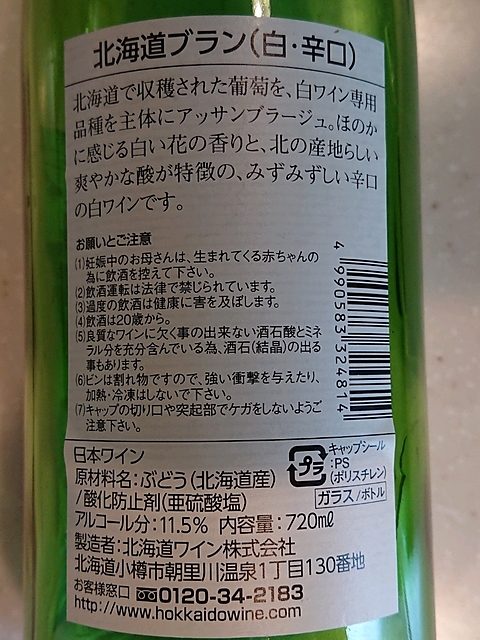 北海道ブラン(白・辛口)
北海道で収穫された葡萄を、白ワイン専用
品種を主体にアッサンブラージュ。ほのか
に感じる白い花の香りと、北の産地らしい
爽やかな酸が特徴の、みずみずしい辛口
の白ワインです。
お願いとご注意
(1)妊娠中のお母さんは、生まれてくる赤ちゃんの
為に飲酒を控えて下さい。
(2)飲酒運転は法律で禁じられています。
(3)過度の飲酒は健康に害を及ぼします。
(4)飲酒は20歳から。
(5)良質なワインに欠く事の出来ない酒石酸とミネ
ラル分を充分含んでいる為、酒石(結晶)の出る
事もあります。
(6)ビンは割れ物ですので、強い衝撃を与えたり、
加熱・冷凍はしないで下さい。
(7)キャップの切り口や突起部でケガをしないようご
注意下さい。
4 990583 324814
日本ワイン
原材料名:ぶどう(北海道産)
/酸化防止剤(亜硫酸塩)
アルコール分:11.5% 内容量:720mℓ
製造者:北海道ワイン株式会社
北海道小樽市朝里川温泉1丁目130番地
お客様窓口 0120-34-2183
http://www.hokkaidowine.com
プラ
キャップシール
:PS
(ポリスチレン)
ガラス/ボトル